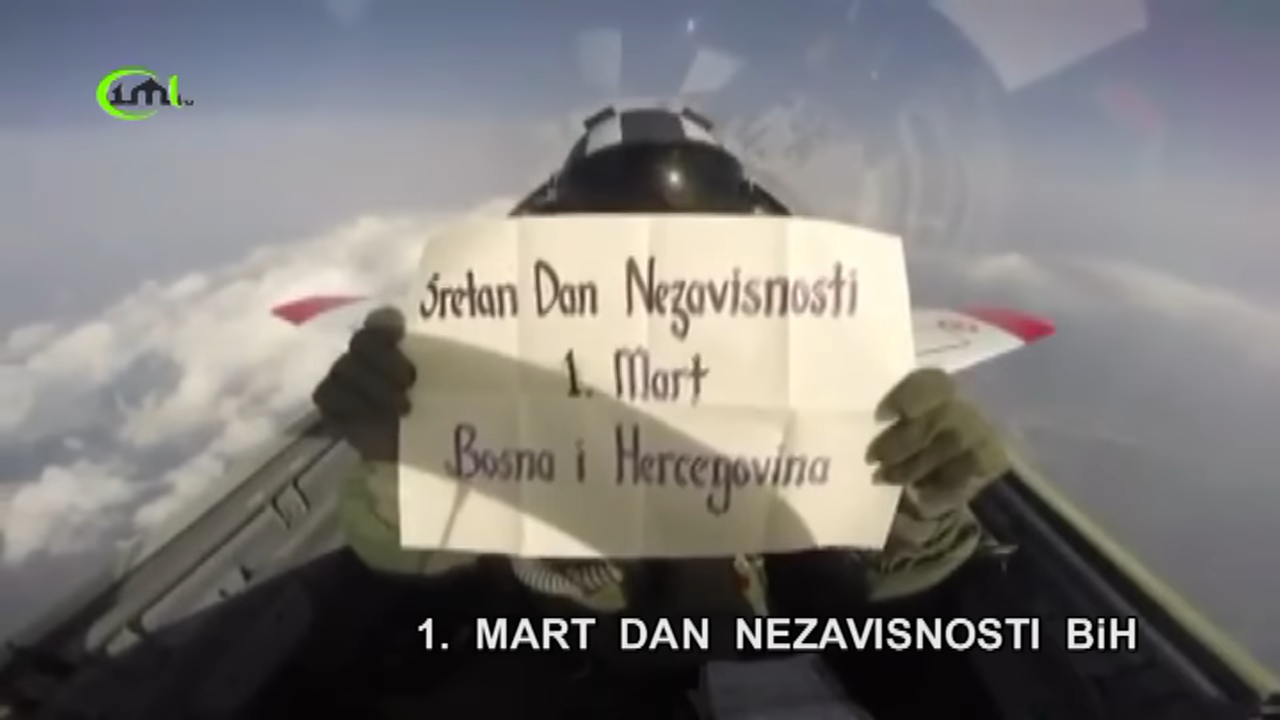 Sretan Dan Nezavisnosti
1. Mart
Bosna i Hercegovina
1. MART DAN NEZAVISNOSTI BiH